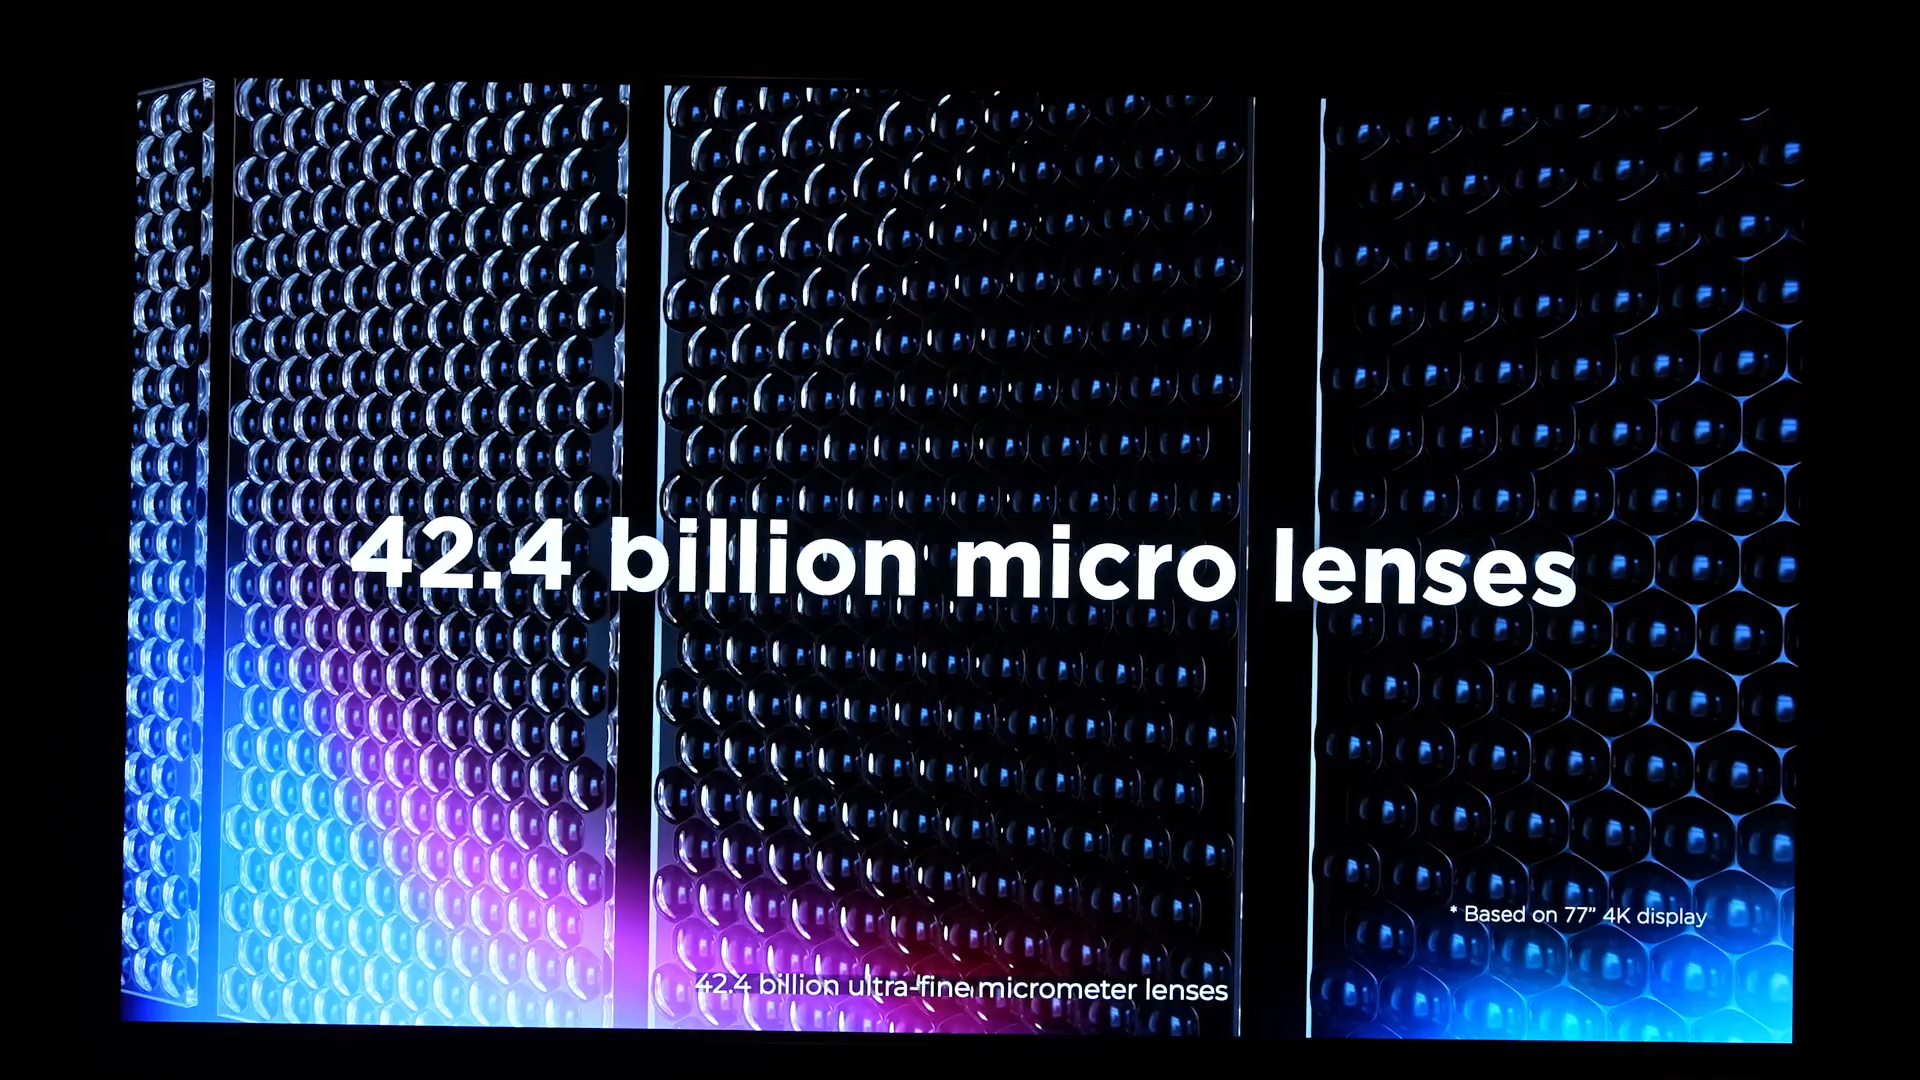 42.4 billion micro lenses
* Based on 77” 4K display
42.4 billion ultra-fine micrometer lenses